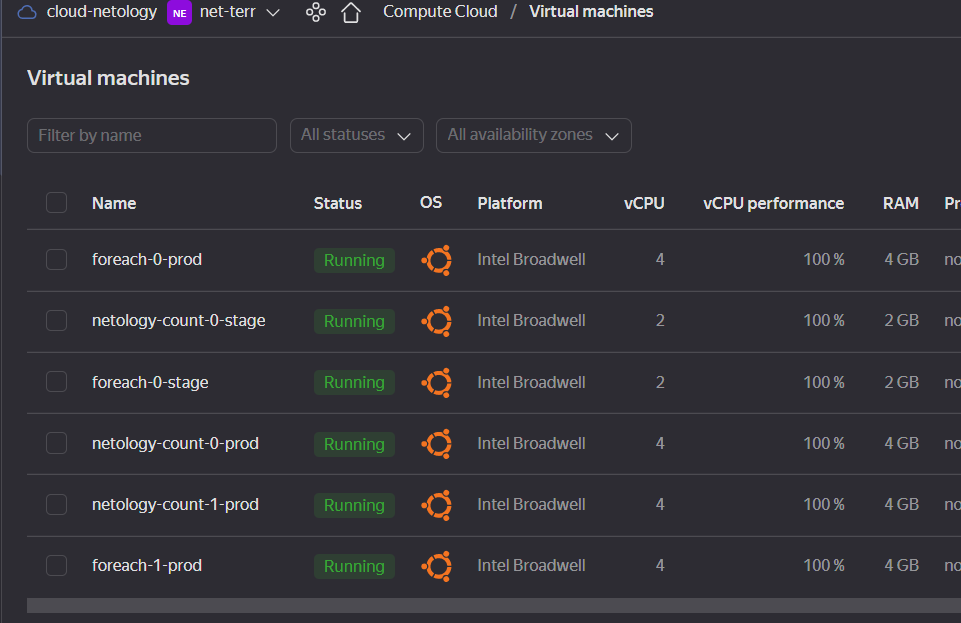 cloud-netology NE net-terr Compute Cloud / Virtual machines
Virtual machines
Filter by name All statuses All availability zones
Name Status OS Platform vCPU vCPU performance RAM Pr
foreach-0-prod Running Intel Broadwell 4 100 % 4 GB no
netology-count-0-stage Running Intel Broadwell 2 100 % 2 GB no
foreach-0-stage Running Intel Broadwell 2 100 % 2 GB no
netology-count-0-prod Running Intel Broadwell 4 100 % 4 GB no
netology-count-1-prod Running Intel Broadwell 4 100 % 4 GB no
foreach-1-prod Running Intel Broadwell 4 100 % 4 GB no